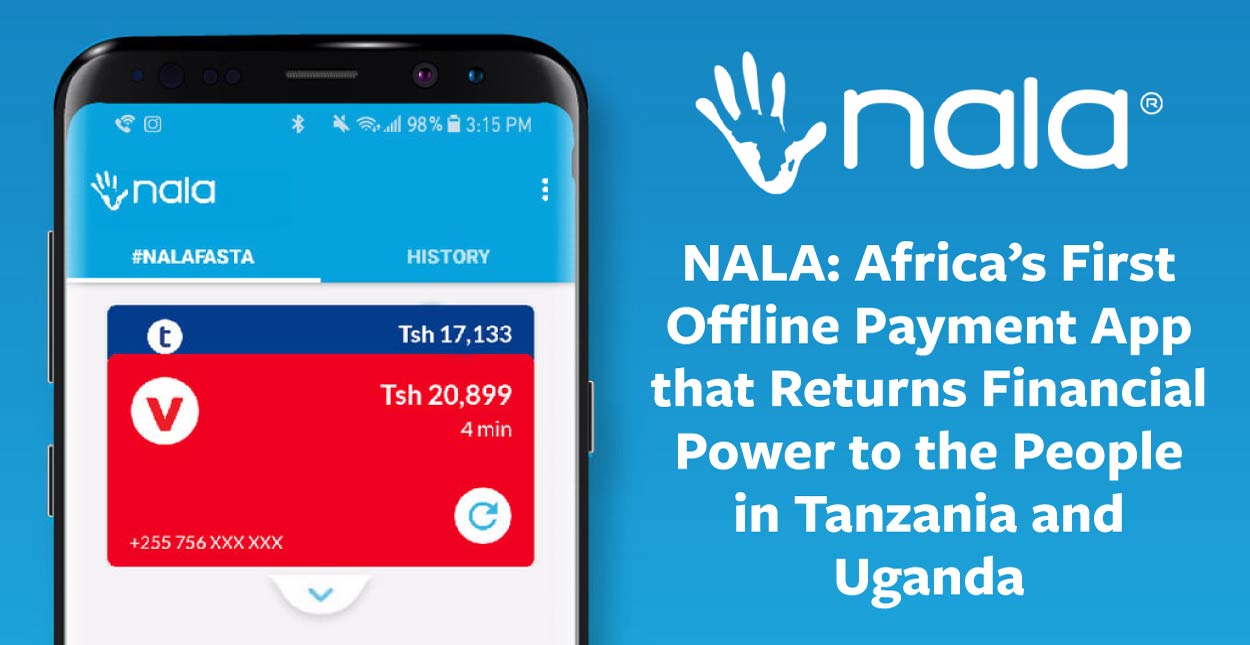 98% 3:15 PM
nala
#NALAFASTA HISTORY
t Tsh 17,133
V Tsh 20,899
4 min
+255 756 XXX XXX
nala®
NALA: Africa’s First
Offline Payment App
that Returns Financial
Power to the People
in Tanzania and
Uganda